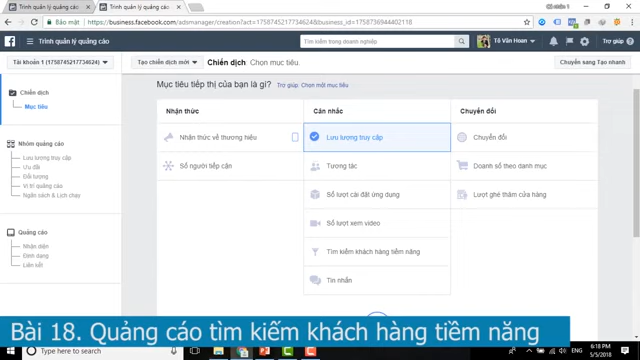 Trình quản lý quảng cáo
Trình quản lý quảng cáo
Bảo mật
https://business.facebook.com/adsmanager/creation?act=1758745217734624&business_id=1758736944402118
Trình quản lý quảng cáo
Tìm kiếm trong doanh nghiệp
Tô Văn Hoan
Trợ giúp
Tài khoản 1 (1758745217734624)
Tạo chiến dịch mới
Chiến dịch: Chọn mục tiêu.
Chuyển sang Tạo nhanh
Mục tiêu tiếp thị của bạn là gì? Trợ giúp: Chọn một mục tiêu
Chiến dịch
Mục tiêu
Nhóm quảng cáo
Lưu lượng truy cập
Ưu đãi
Đối tượng
Vị trí quảng cáo
Ngân sách & Lịch chạy
Quảng cáo
Nhận diện
Định dạng
Liên kết
Nhận thức
Cân nhắc
Chuyển đổi
Nhận thức về thương hiệu
Lưu lượng truy cập
Chuyển đổi
Số người tiếp cận
Tương tác
Doanh số theo danh mục
Số lượt cài đặt ứng dụng
Lượt ghé thăm cửa hàng
Số lượt xem video
Tìm kiếm khách hàng tiềm năng
Tin nhắn
Bài 18. Quảng cáo tìm kiếm khách hàng tiềm năng
Type here to search
ENG
6:18 PM
5/5/2018